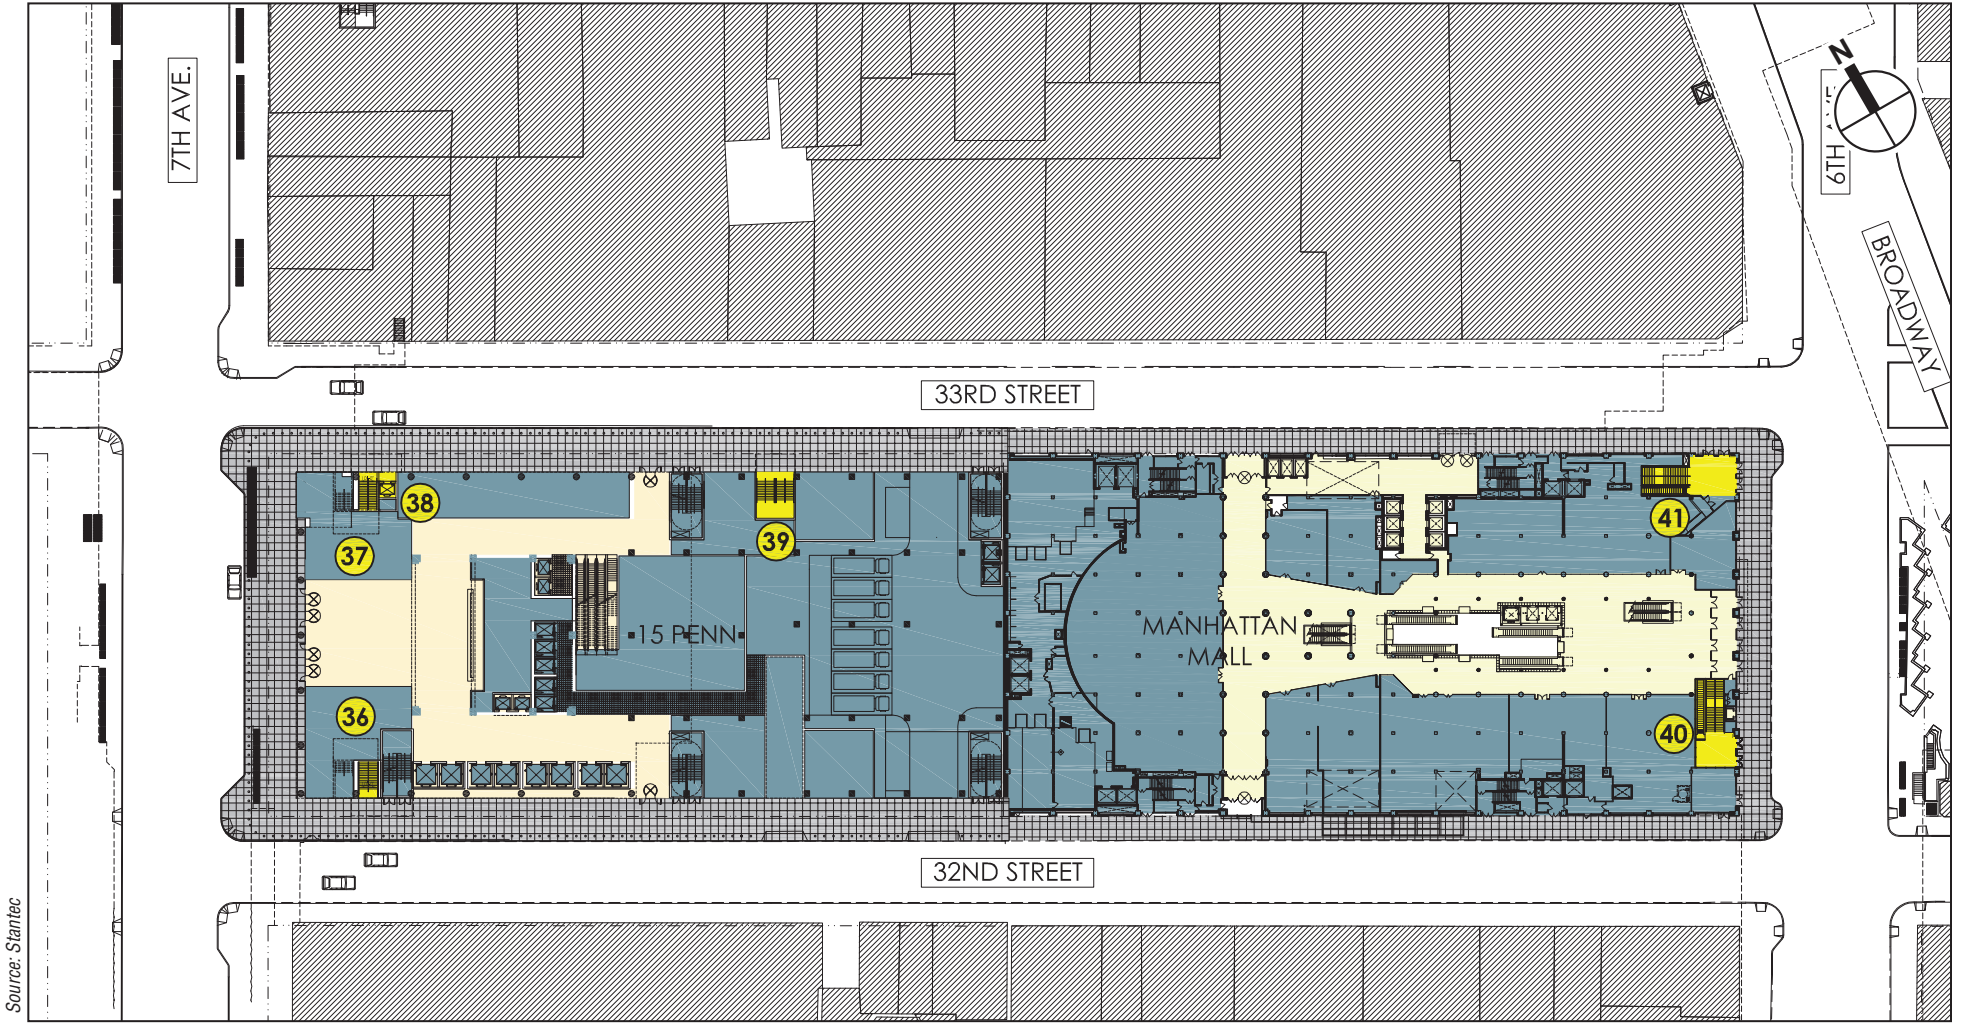 7TH AVE.
N
6TH
BROADWAY
33RD STREET
38
37
39
41
15 PENN
MANHATTAN
MALL
36
40
32ND STREET
Source: Stantec